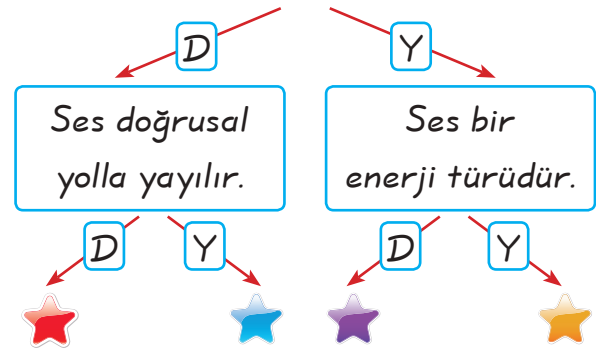 D
Y
Ses doğrusal
yolla yayılır.
Ses bir
enerji türüdür.
D
Y
D
Y